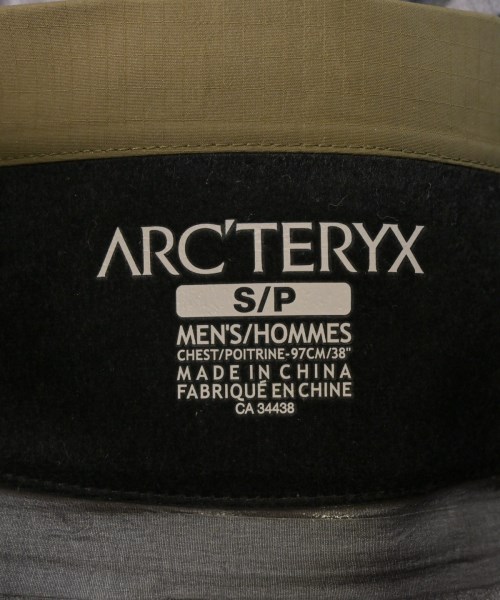 ARC'TERYX
S/P
MEN'S/HOMMES
CHEST/POITRINE-97CM/38"
MADE IN CHINA
FABRIQUÉ EN CHINE
CA 34438